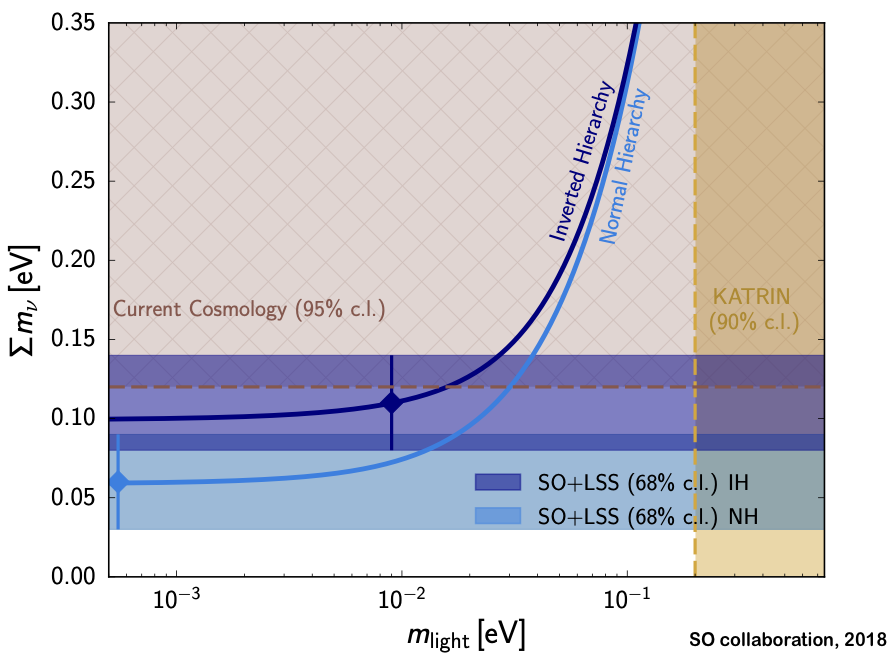 0.35
0.30
0.25
0.20
0.15
0.10
0.05
0.00
Σmν [eV]
Inverted Hierarchy
Normal Hierarchy
Current Cosmology (95% c.l.)
KATRIN
(90% c.l.)
SO+LSS (68% c.l.) IH
SO+LSS (68% c.l.) NH
10⁻³ 10⁻² 10⁻¹
mlight [eV]
SO collaboration, 2018